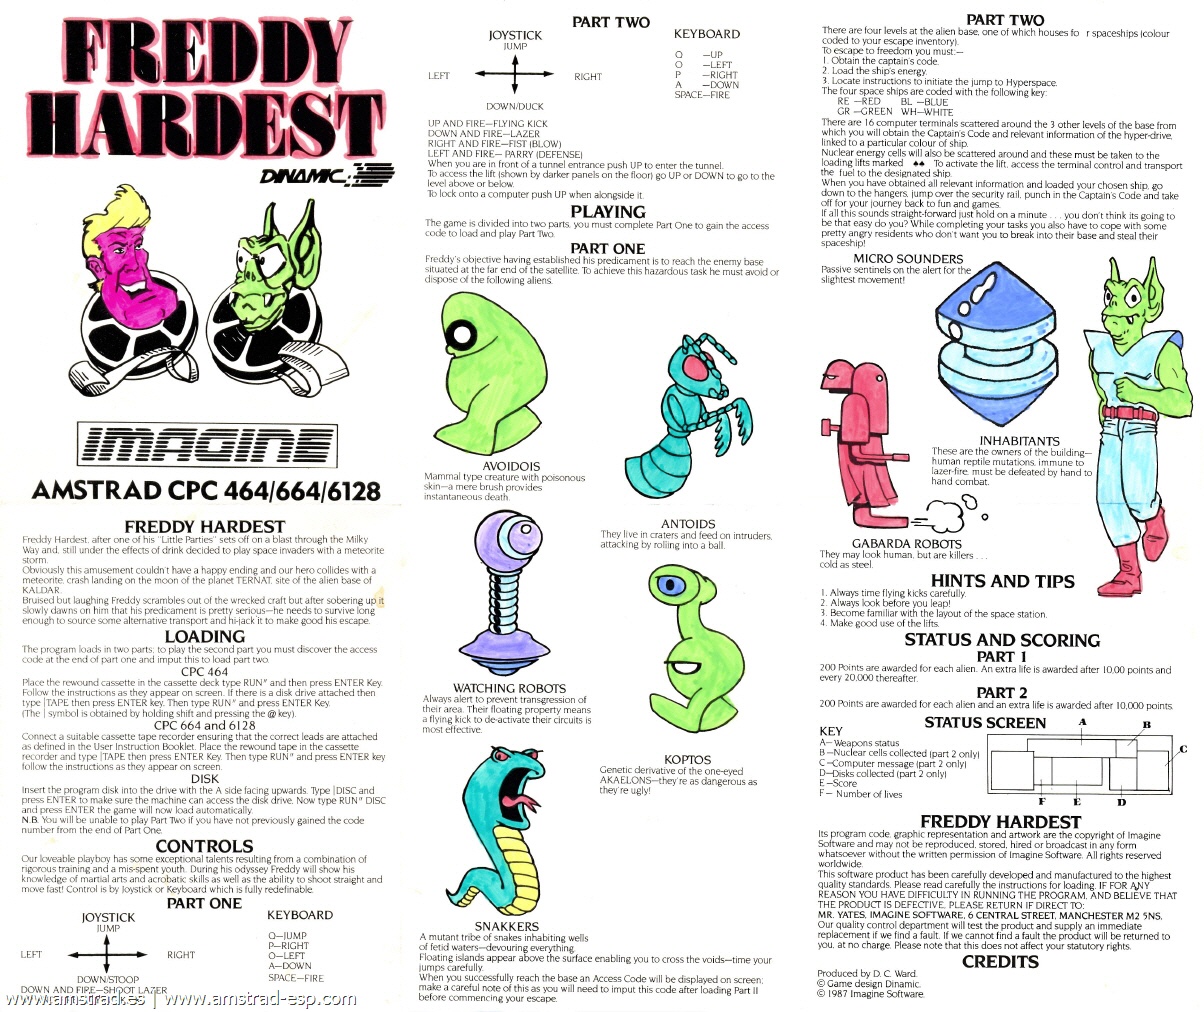 FREDDY
HARDEST
DINAMIC
IMAGINE
AMSTRAD CPC 464/664/6128
FREDDY HARDEST
Freddy Hardest, after one of his "Little Parties" sets off on a blast through the Milky
Way and, still under the effects of drink decided to play space invaders with a meteorite
storm.
Obviously this amusement couldn't have a happy ending and our hero collides with a
meteorite, crash landing on the moon of the planet TERNAT, site of the alien base of
KALDAR.
Bruised but laughing Freddy scrambles out of the wrecked craft but after sobering up it
slowly dawns on him that his predicament is pretty serious—he needs to survive long
enough to source some alternative transport and hi-jack it to make good his escape.
LOADING
The program loads in two parts; to play the second part you must discover the access
code at the end of part one and imput this to load part two.
CPC 464
Place the rewound cassette in the cassette deck type RUN" and then press ENTER Key.
Follow the instructions as they appear on screen. If there is a disk drive attached then
type |TAPE then press ENTER key. Then type RUN" and press ENTER Key.
(The | symbol is obtained by holding shift and pressing the @ key).
CPC 664 and 6128
Connect a suitable cassette tape recorder ensuring that the correct leads are attached
as defined in the User Instruction Booklet. Place the rewound tape in the cassette
recorder and type |TAPE then press ENTER Key. Then type RUN" and press ENTER key
follow the instructions as they appear on screen.
DISK
Insert the program disk into the drive with the A side facing upwards. Type |DISC and
press ENTER to make sure the machine can access the disk drive. Now type RUN" DISC
and press ENTER the game will now load automatically.
N.B. You will be unable to play Part Two if you have not previously gained the code
number from the end of Part One.
CONTROLS
Our loveable playboy has some exceptional talents resulting from a combination of
rigorous training and a mis-spent youth. During his odyssey Freddy will show his
knowledge of martial arts and acrobatic skills as well as the ability to shoot straight and
move fast! Control is by Joystick or Keyboard which is fully redefinable.
PART ONE
JOYSTICK
JUMP
LEFT
RIGHT
DOWN/STOOP
DOWN AND FIRE—SHOOT LAZER
KEYBOARD
Q—JUMP
P—RIGHT
O—LEFT
A—DOWN
SPACE—FIRE
www.amstrad.es | www.amstrad-esp.com
PART TWO
JOYSTICK
JUMP
LEFT
RIGHT
DOWN/DUCK
KEYBOARD
Q —UP
O —LEFT
P —RIGHT
A —DOWN
SPACE—FIRE
UP AND FIRE—FLYING KICK
DOWN AND FIRE—LAZER
RIGHT AND FIRE—FIST (BLOW)
LEFT AND FIRE— PARRY (DEFENSE)
When you are in front of a tunnel entrance push UP to enter the tunnel.
To access the lift (shown by darker panels on the floor) go UP or DOWN to go to the
level above or below.
To lock onto a computer push UP when alongside it.
PLAYING
The game is divided into two parts, you must complete Part One to gain the access
code to load and play Part Two.
PART ONE
Freddy's objective having established his predicament is to reach the enemy base
situated at the far end of the satellite. To achieve this hazardous task he must avoid or
dispose of the following aliens.
AVOIDOIS
Mammal type creature with poisonous
skin—a mere brush provides
instantaneous death.
ANTOIDS
They live in craters and feed on intruders,
attacking by rolling into a ball.
WATCHING ROBOTS
Always alert to prevent transgression of
their area. Their floating property means
a flying kick to de-activate their circuits is
most effective.
KOPTOS
Genetic derivative of the one-eyed
AKAELONS—they're as dangerous as
they're ugly!
SNAKKERS
A mutant tribe of snakes inhabiting wells
of fetid waters—devouring everything.
Floating islands appear above the surface enabling you to cross the voids—time your
jumps carefully.
When you successfully reach the base an Access Code will be displayed on screen;
make a careful note of this as you will need to imput this code after loading Part II
before commencing your escape.
PART TWO
There are four levels at the alien base, one of which houses fo r spaceships (colour
coded to your escape inventory).
To escape to freedom you must:—
1. Obtain the captain's code.
2. Load the ship's energy.
3. Locate instructions to initiate the jump to Hyperspace.
The four space ships are coded with the following key:
RE —RED BL —BLUE
GR —GREEN WH—WHITE
There are 16 computer terminals scattered around the 3 other levels of the base from
which you will obtain the Captain's Code and relevant information of the hyper-drive,
linked to a particular colour of ship.
Nuclear energy cells will also be scattered around and these must be taken to the
loading lifts marked ♠♠ To activate the lift, access the terminal control and transport
the fuel to the designated ship.
When you have obtained all relevant information and loaded your chosen ship, go
down to the hangers, jump over the security rail, punch in the Captain's Code and take
off for your journey back to fun and games.
If all this sounds straight-forward just hold on a minute . . . you don't think its going to
be that easy do you? While completing your tasks you also have to cope with some
pretty angry residents who don't want you to break into their base and steal their
spaceship!
MICRO SOUNDERS
Passive sentinels on the alert for the
slightest movement!
INHABITANTS
These are the owners of the building—
human reptile mutations, immune to
lazer-fire, must be defeated by hand to
hand combat.
GABARDA ROBOTS
They may look human, but are killers . . .
cold as steel.
HINTS AND TIPS
1. Always time flying kicks carefully.
2. Always look before you leap!
3. Become familiar with the layout of the space station.
4. Make good use of the lifts.
STATUS AND SCORING
PART 1
200 Points are awarded for each alien. An extra life is awarded after 10,00 points and
every 20,000 thereafter.
PART 2
200 Points are awarded for each alien and an extra life is awarded after 10,000 points.
STATUS SCREEN
KEY
A—Weapons status
B—Nuclear cells collected (part 2 only)
C—Computer message (part 2 only)
D—Disks collected (part 2 only)
E—Score
F— Number of lives
A
B
C
F
E
D
FREDDY HARDEST
Its program code, graphic representation and artwork are the copyright of Imagine
Software and may not be reproduced, stored, hired or broadcast in any form
whatsoever without the written permission of Imagine Software. All rights reserved
worldwide.
This software product has been carefully developed and manufactured to the highest
quality standards. Please read carefully the instructions for loading. IF FOR ANY
REASON YOU HAVE DIFFICULTY IN RUNNING THE PROGRAM, AND BELIEVE THAT
THE PRODUCT IS DEFECTIVE, PLEASE RETURN IF DIRECT TO:
MR. YATES, IMAGINE SOFTWARE, 6 CENTRAL STREET, MANCHESTER M2 5NS.
Our quality control department will test the product and supply an immediate
replacement if we find a fault. If we cannot find a fault the product will be returned to
you, at no charge. Please note that this does not affect your statutory rights.
CREDITS
Produced by D. C. Ward.
© Game design Dinamic.
© 1987 Imagine Software.